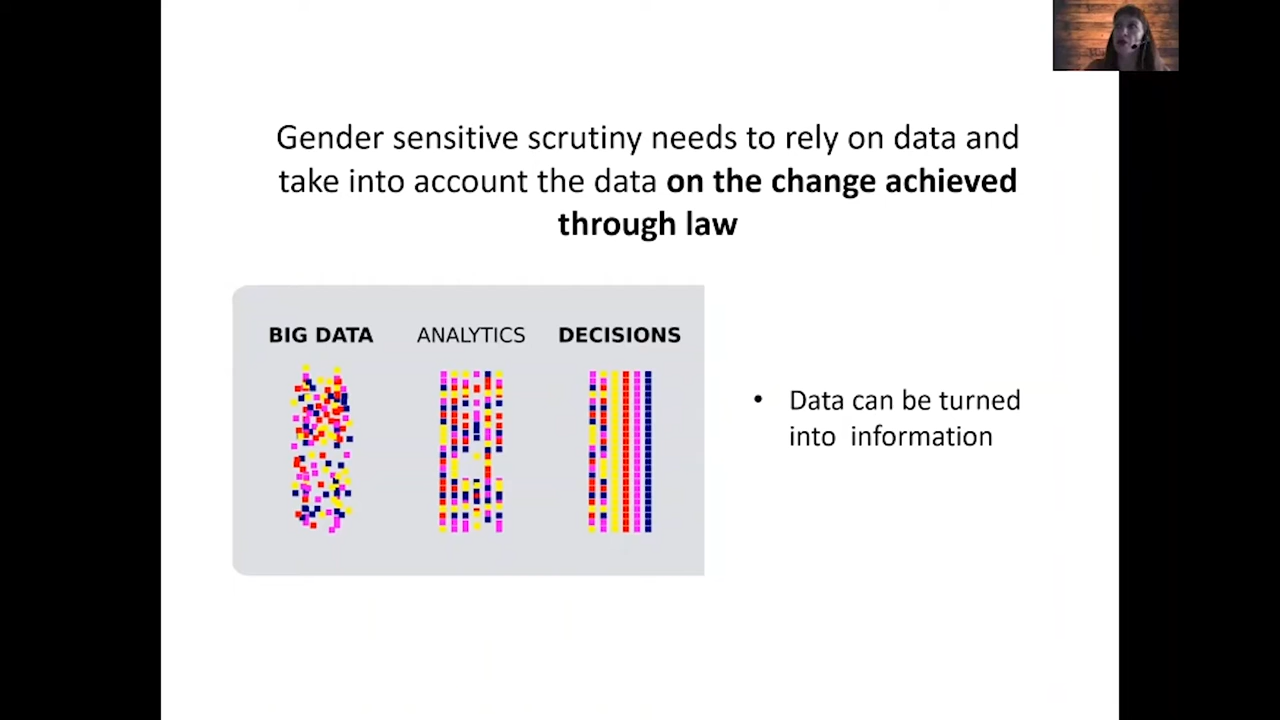 Gender sensitive scrutiny needs to rely on data and
take into account the data on the change achieved
through law
BIG DATA
ANALYTICS
DECISIONS
• Data can be turned
into information